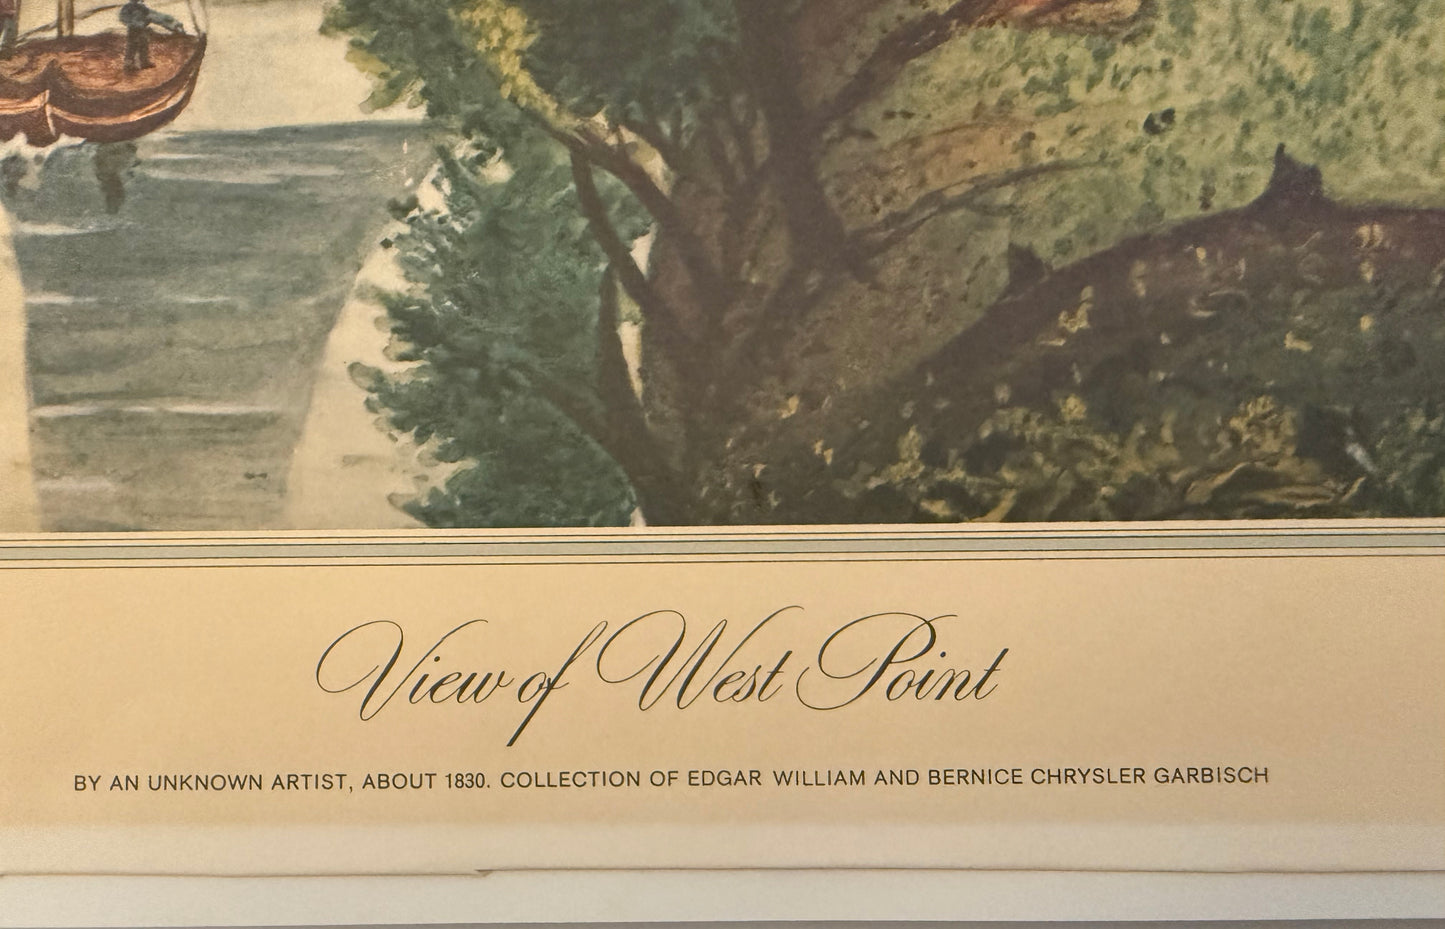 View of West Point
BY AN UNKNOWN ARTIST, ABOUT 1830. COLLECTION OF EDGAR WILLIAM AND BERNICE CHRYSLER GARBISCH